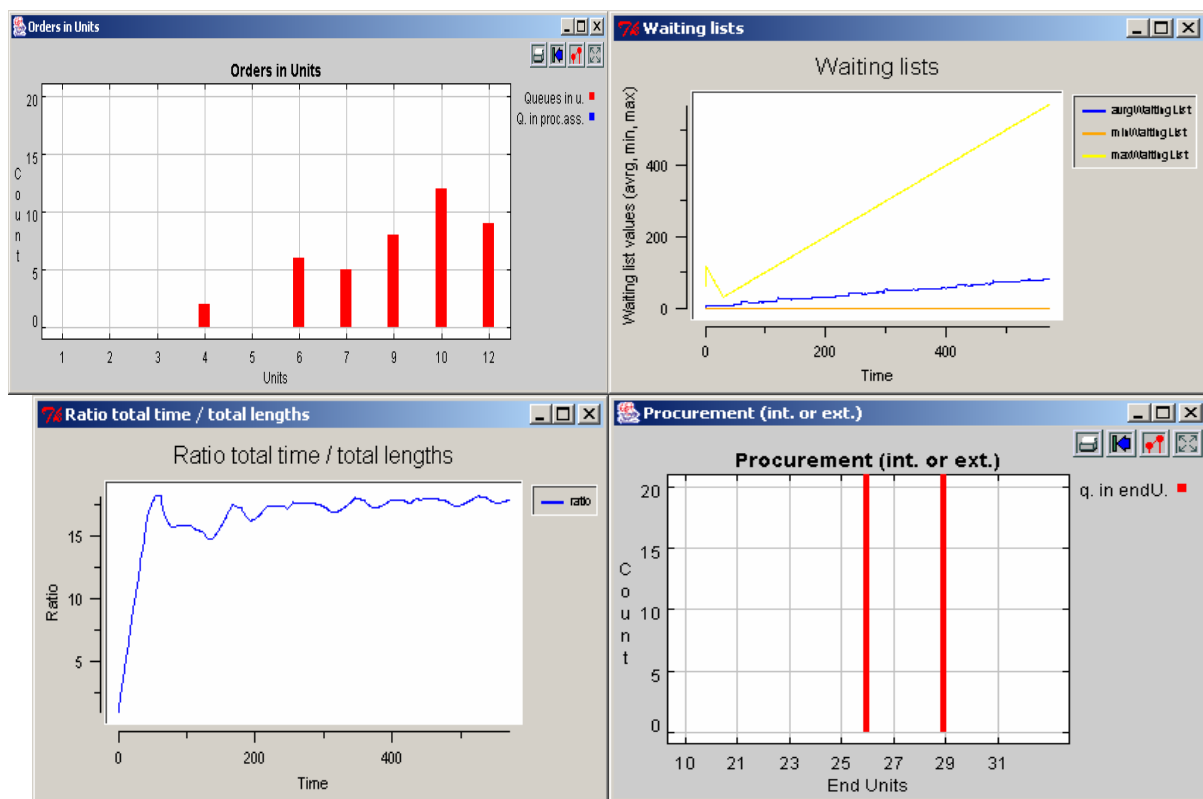 Orders in Units
Orders in Units
20
15
10
5
0
C
o
u
n
t
1 2 3 4 5 6 7 9 10 12
Units
Queues in u.
Q. in proc.ass.
Waiting lists
Waiting lists
Waiting list values (avrg, min, max)
400
200
0
0 200 400
Time
avrgWaitingList
minWaitingList
maxWaitingList
Ratio total time / total lengths
Ratio total time / total lengths
Ratio
15
10
5
0 200 400
Time
ratio
Procurement (int. or ext.)
Procurement (int. or ext.)
20
15
10
5
0
C
o
u
n
t
10 21 23 25 27 29 31
End Units
q. in endU.